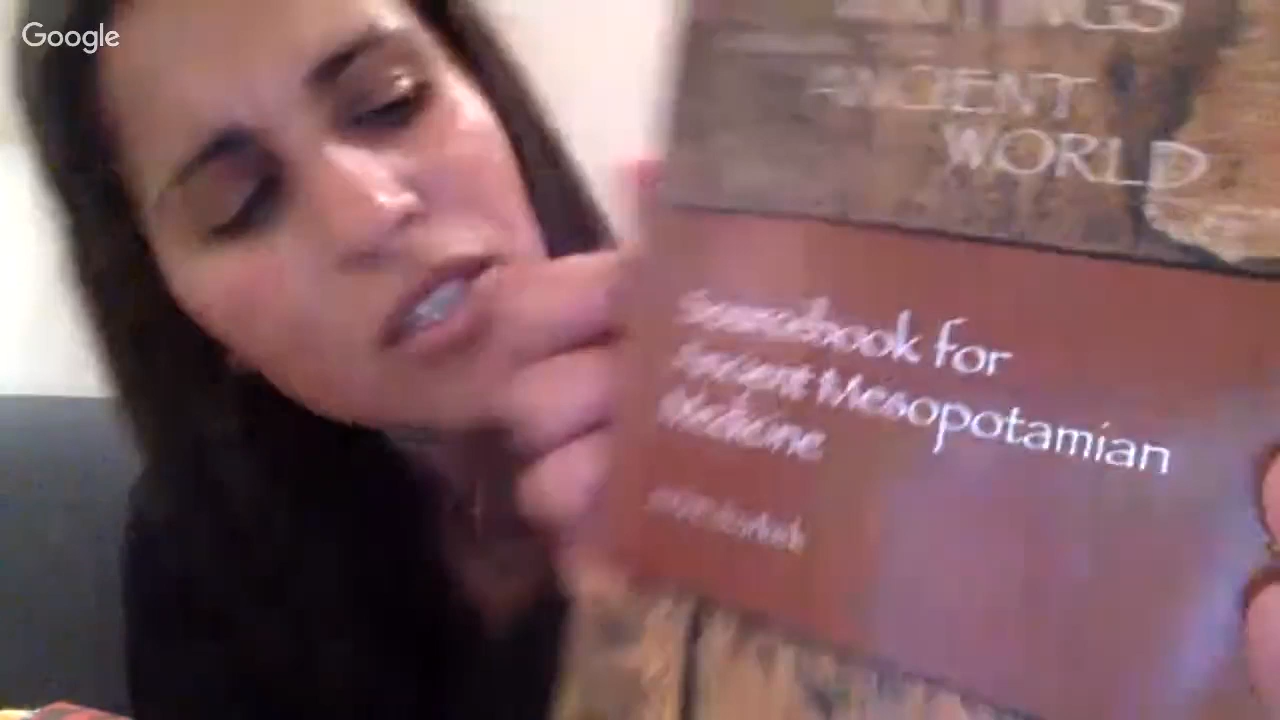 Google
ANCIENT
WORLD
Sourcebook for
Ancient Mesopotamian
Medicine